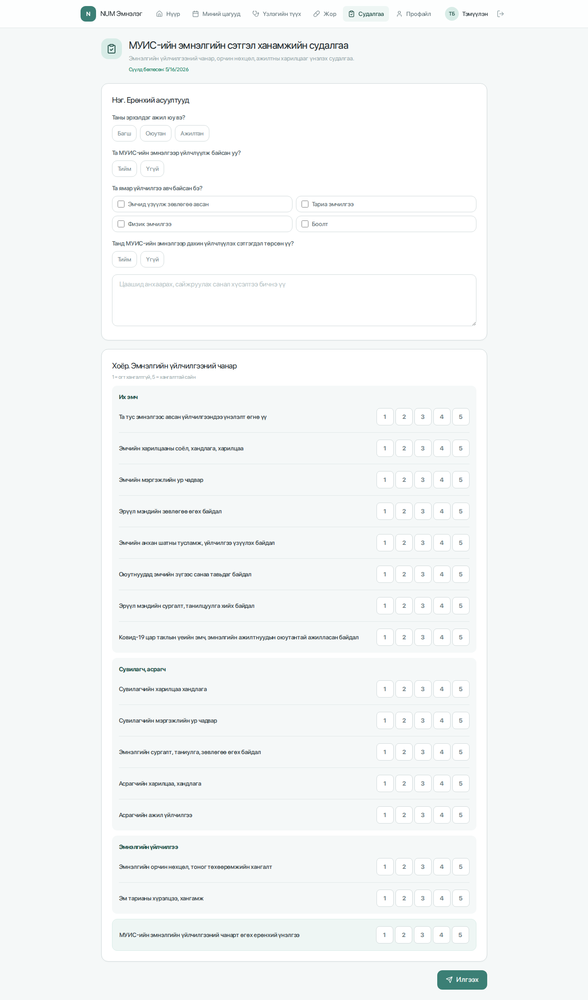 N NUM Эмнэлэг Нүүр Миний цагууд Үзлэгийн түүх Жор Судалгаа Профайл ТБ Тэмүүлэн
МУИС-ийн эмнэлгийн сэтгэл ханамжийн судалгаа
Эмнэлгийн үйлчилгээний чанар, орчин нөхцөл, ажилтны харилцааг үнэлэх судалгаа.
Сүүлд бөглөсөн: 5/16/2026
Нэг. Ерөнхий асуултууд
Таны эрхэлдэг ажил юу вэ?
Багш Оюутан Ажилтан
Та МУИС-ийн эмнэлгээр үйлчлүүлж байсан уу?
Тийм Үгүй
Та ямар үйлчилгээ авч байсан бэ?
Эмчид үзүүлж зөвлөгөө авсан Тариа эмчилгээ
Физик эмчилгээ Боолт
Танд МУИС-ийн эмнэлгээр дахин үйлчлүүлэх сэтгэгдэл төрсөн үү?
Тийм Үгүй
Цаашид анхаарах, сайжруулах санал хүсэлтээ бичнэ үү
Хоёр. Эмнэлгийн үйлчилгээний чанар
1 = огт хангалтгүй, 5 = хангалттай сайн
Их эмч
Та тус эмнэлгээс авсан үйлчилгээндээ үнэлэлт өгнө үү 1 2 3 4 5
Эмчийн харилцааны соёл, хандлага, харилцаа 1 2 3 4 5
Эмчийн мэргэжлийн ур чадвар 1 2 3 4 5
Эрүүл мэндийн зөвлөгөө өгөх байдал 1 2 3 4 5
Эмчийн анхан шатны тусламж, үйлчилгээ үзүүлэх байдал 1 2 3 4 5
Оюутнуудад эмчийн зүгээс санаа тавьдаг байдал 1 2 3 4 5
Эрүүл мэндийн сургалт, танилцуулга хийх байдал 1 2 3 4 5
Ковид-19 цар тахлын үеийн эмч, эмнэлгийн ажилтнуудын оюутантай ажилласан байдал 1 2 3 4 5
Сувилагч, асрагч
Сувилагчийн харилцаа хандлага 1 2 3 4 5
Сувилагчийн мэргэжлийн ур чадвар 1 2 3 4 5
Эмнэлгийн сургалт, таниулга, зөвлөгөө өгөх байдал 1 2 3 4 5
Асрагчийн харилцаа, хандлага 1 2 3 4 5
Асрагчийн ажил үйлчилгээ 1 2 3 4 5
Эмнэлгийн үйлчилгээ
Эмнэлгийн орчин нөхцөл, тоног төхөөрөмжийн хангалт 1 2 3 4 5
Эм тарианы хүрэлцээ, хангамж 1 2 3 4 5
МУИС-ийн эмнэлгийн үйлчилгээний чанарт өгөх ерөнхий үнэлгээ 1 2 3 4 5
Илгээх